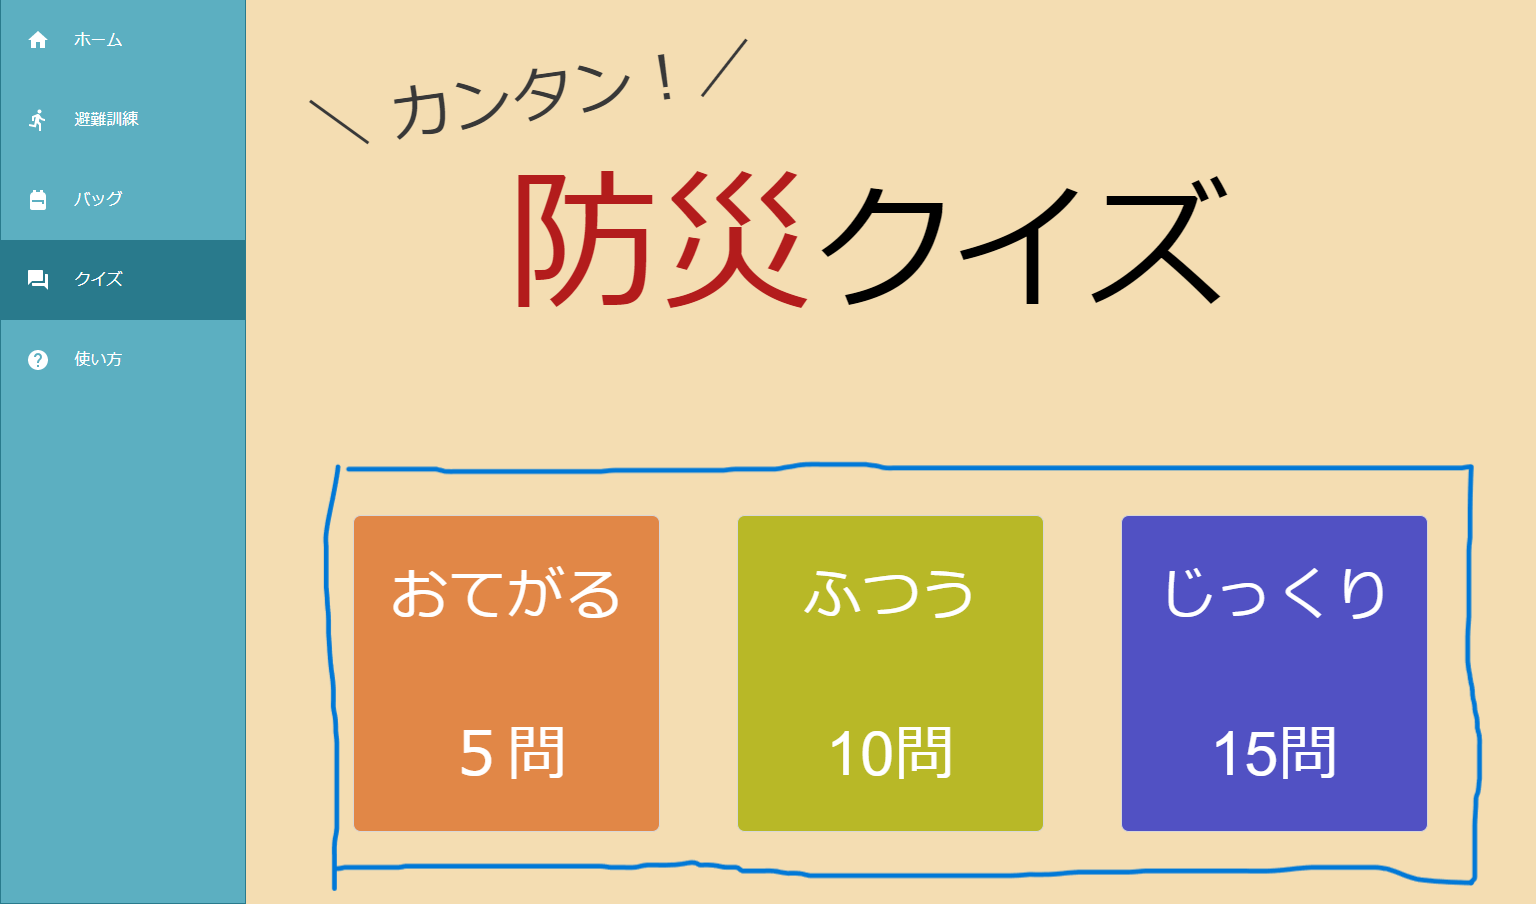 ホーム
避難訓練
バッグ
クイズ
使い方
＼ カンタン！／
防災クイズ
おてがる
５問
ふつう
10問
じっくり
15問